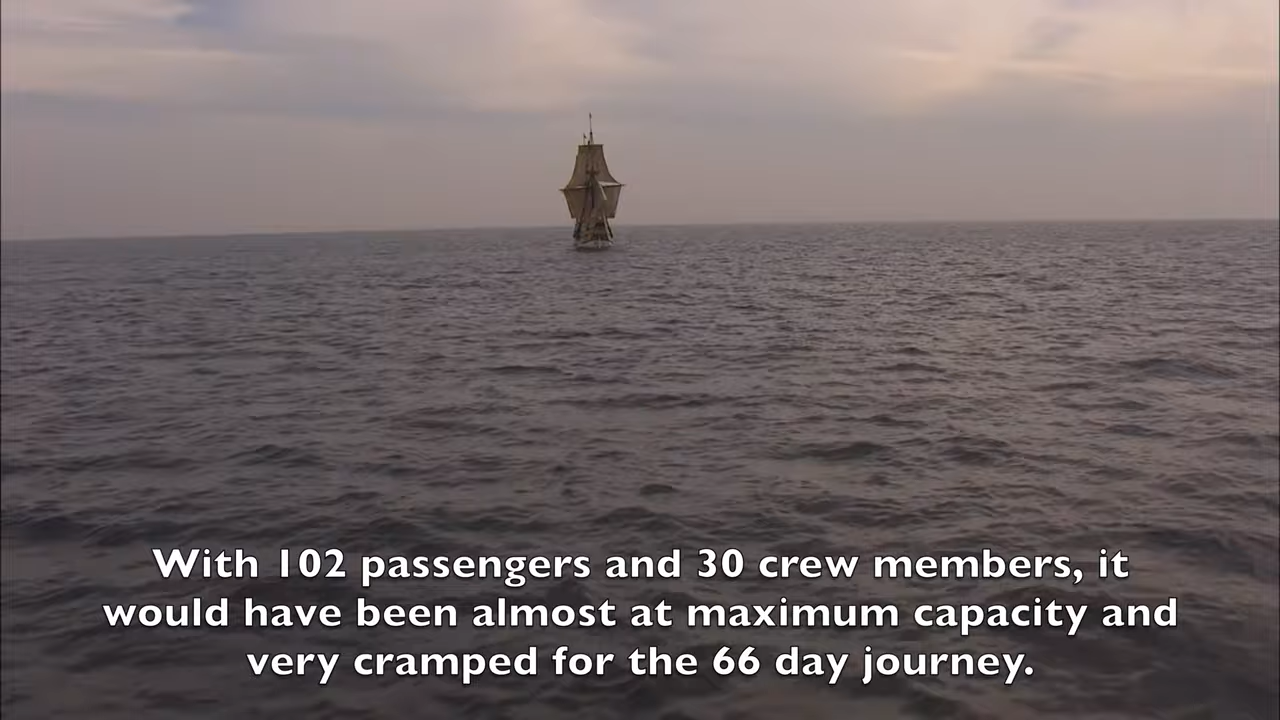 With 102 passengers and 30 crew members, it
would have been almost at maximum capacity and
very cramped for the 66 day journey.